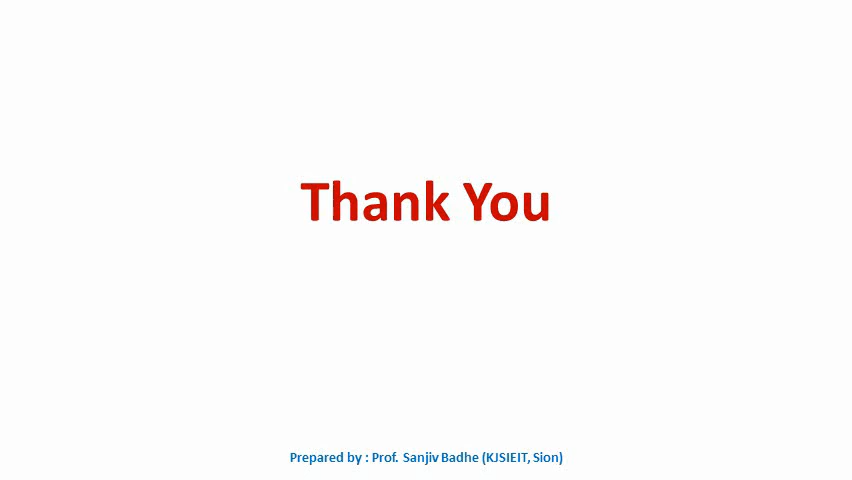 Thank You
Prepared by : Prof. Sanjiv Badhe (KJSIEIT, Sion)